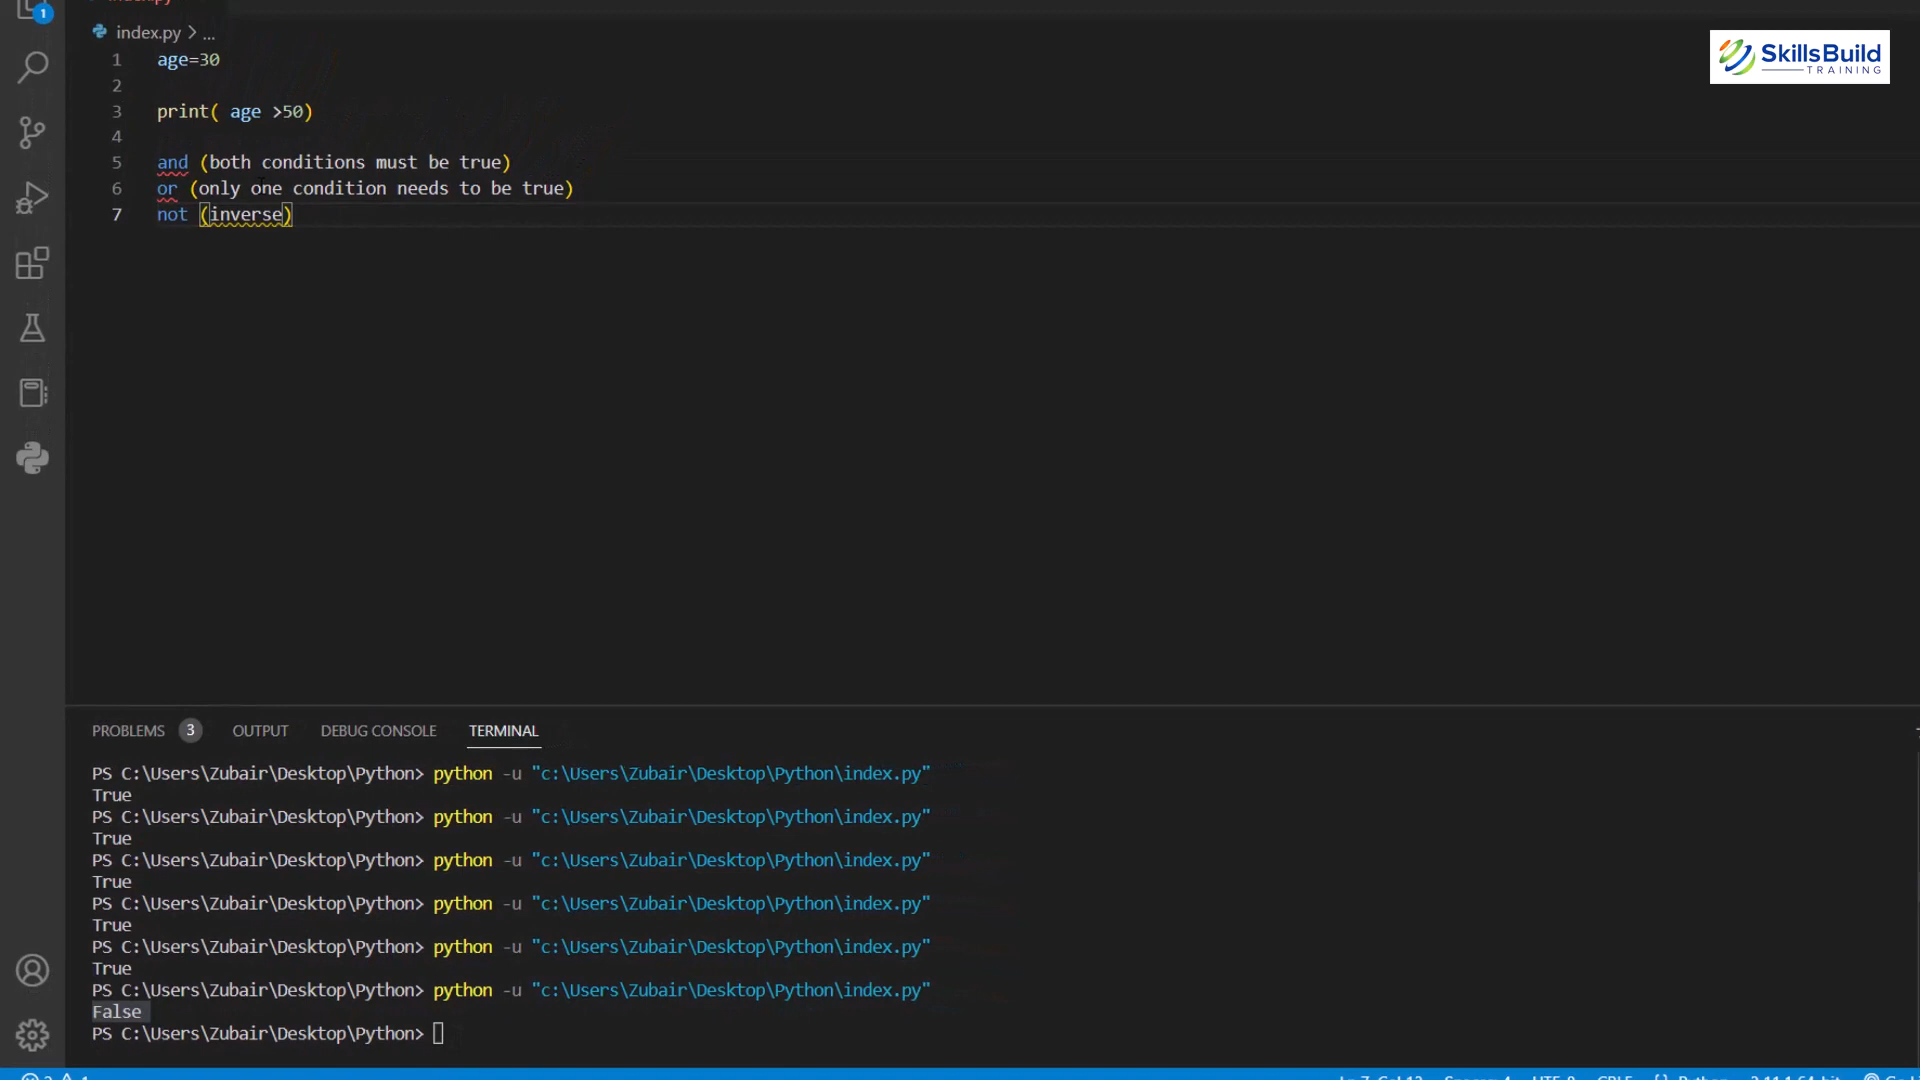 1
index.py
index.py > ...
SkillsBuild
TRAINING
1 age=30
2
3 print( age >50)
4
5 and (both conditions must be true)
6 or (only one condition needs to be true)
7 not (inverse)
PROBLEMS 3 OUTPUT DEBUG CONSOLE TERMINAL
PS C:\Users\Zubair\Desktop\Python> python -u "c:\Users\Zubair\Desktop\Python\index.py"
True
PS C:\Users\Zubair\Desktop\Python> python -u "c:\Users\Zubair\Desktop\Python\index.py"
True
PS C:\Users\Zubair\Desktop\Python> python -u "c:\Users\Zubair\Desktop\Python\index.py"
True
PS C:\Users\Zubair\Desktop\Python> python -u "c:\Users\Zubair\Desktop\Python\index.py"
True
PS C:\Users\Zubair\Desktop\Python> python -u "c:\Users\Zubair\Desktop\Python\index.py"
True
PS C:\Users\Zubair\Desktop\Python> python -u "c:\Users\Zubair\Desktop\Python\index.py"
False
PS C:\Users\Zubair\Desktop\Python>